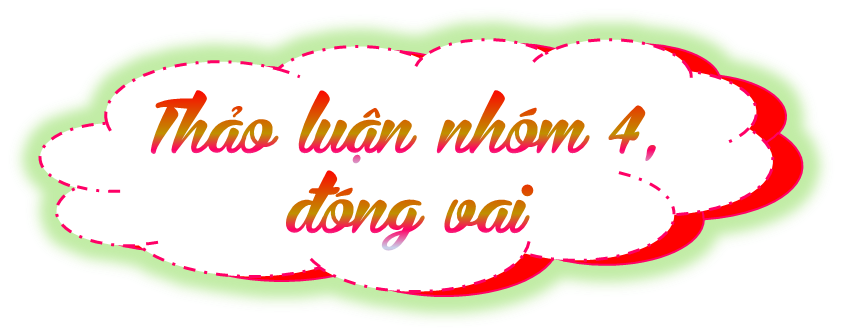 Thảo luận nhóm 4,
đóng vai